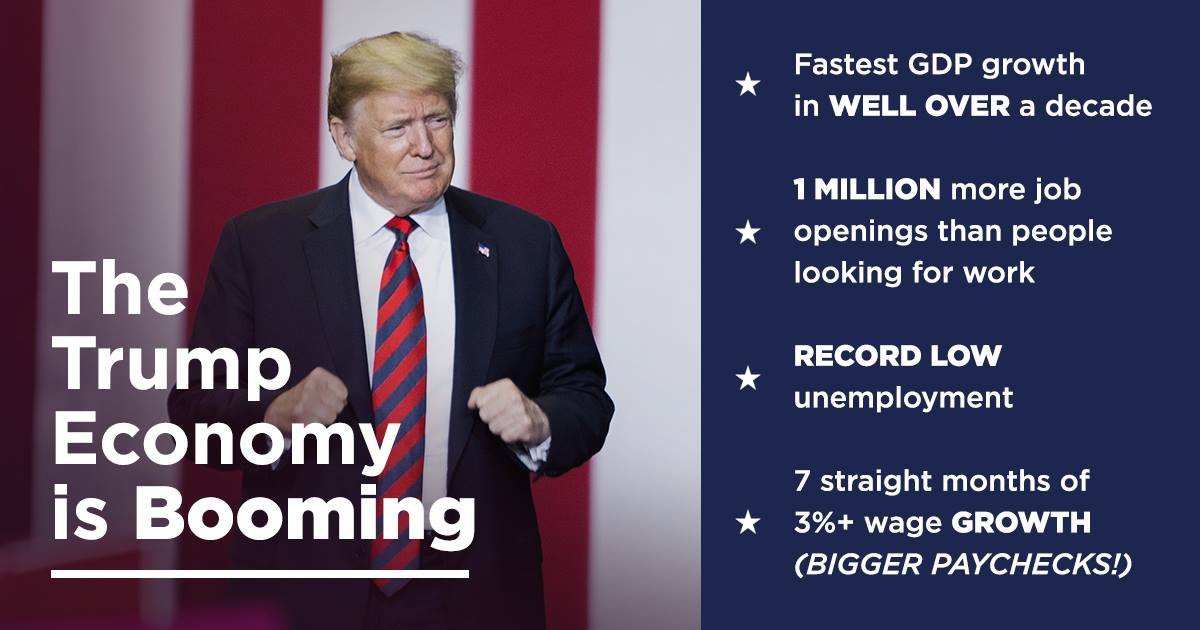 The
Trump
Economy
is Booming
Fastest GDP growth
in WELL OVER a decade
1 MILLION more job
openings than people
looking for work
RECORD LOW
unemployment
7 straight months of
3%+ wage GROWTH
(BIGGER PAYCHECKS!)